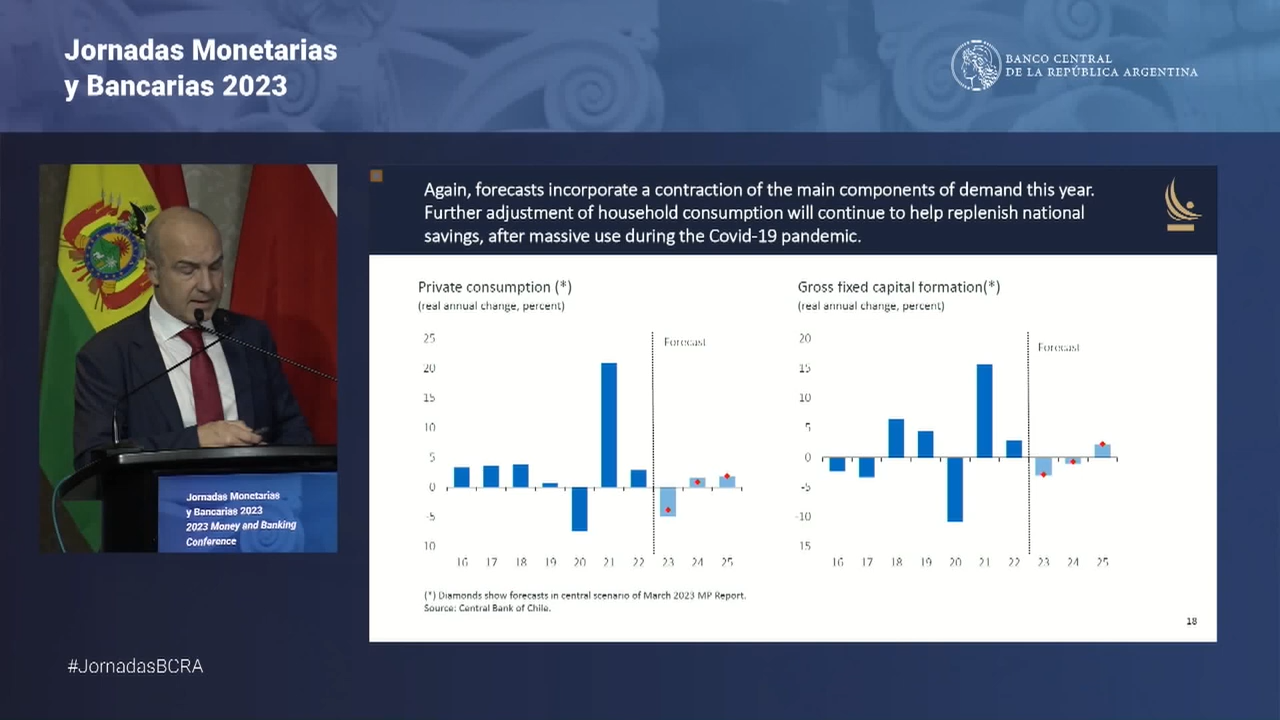 Jornadas Monetarias
y Bancarias 2023
BANCO CENTRAL
DE LA REPÚBLICA ARGENTINA
Again, forecasts incorporate a contraction of the main components of demand this year.
Further adjustment of household consumption will continue to help replenish national
savings, after massive use during the Covid-19 pandemic.
Private consumption (*)
(real annual change, percent)
25
20
15
10
5
0
-5
10
Forecast
16 17 18 19 20 21 22 23 24 25
Gross fixed capital formation(*)
(real annual change, percent)
20
15
10
5
0
-5
-10
15
Forecast
16 17 18 19 20 21 22 23 24 25
(*) Diamonds show forecasts in central scenario of March 2023 MP Report.
Source: Central Bank of Chile.
18
Jornadas Monetarias
y Bancarias 2023
2023 Money and Banking
Conference
#JornadasBCRA